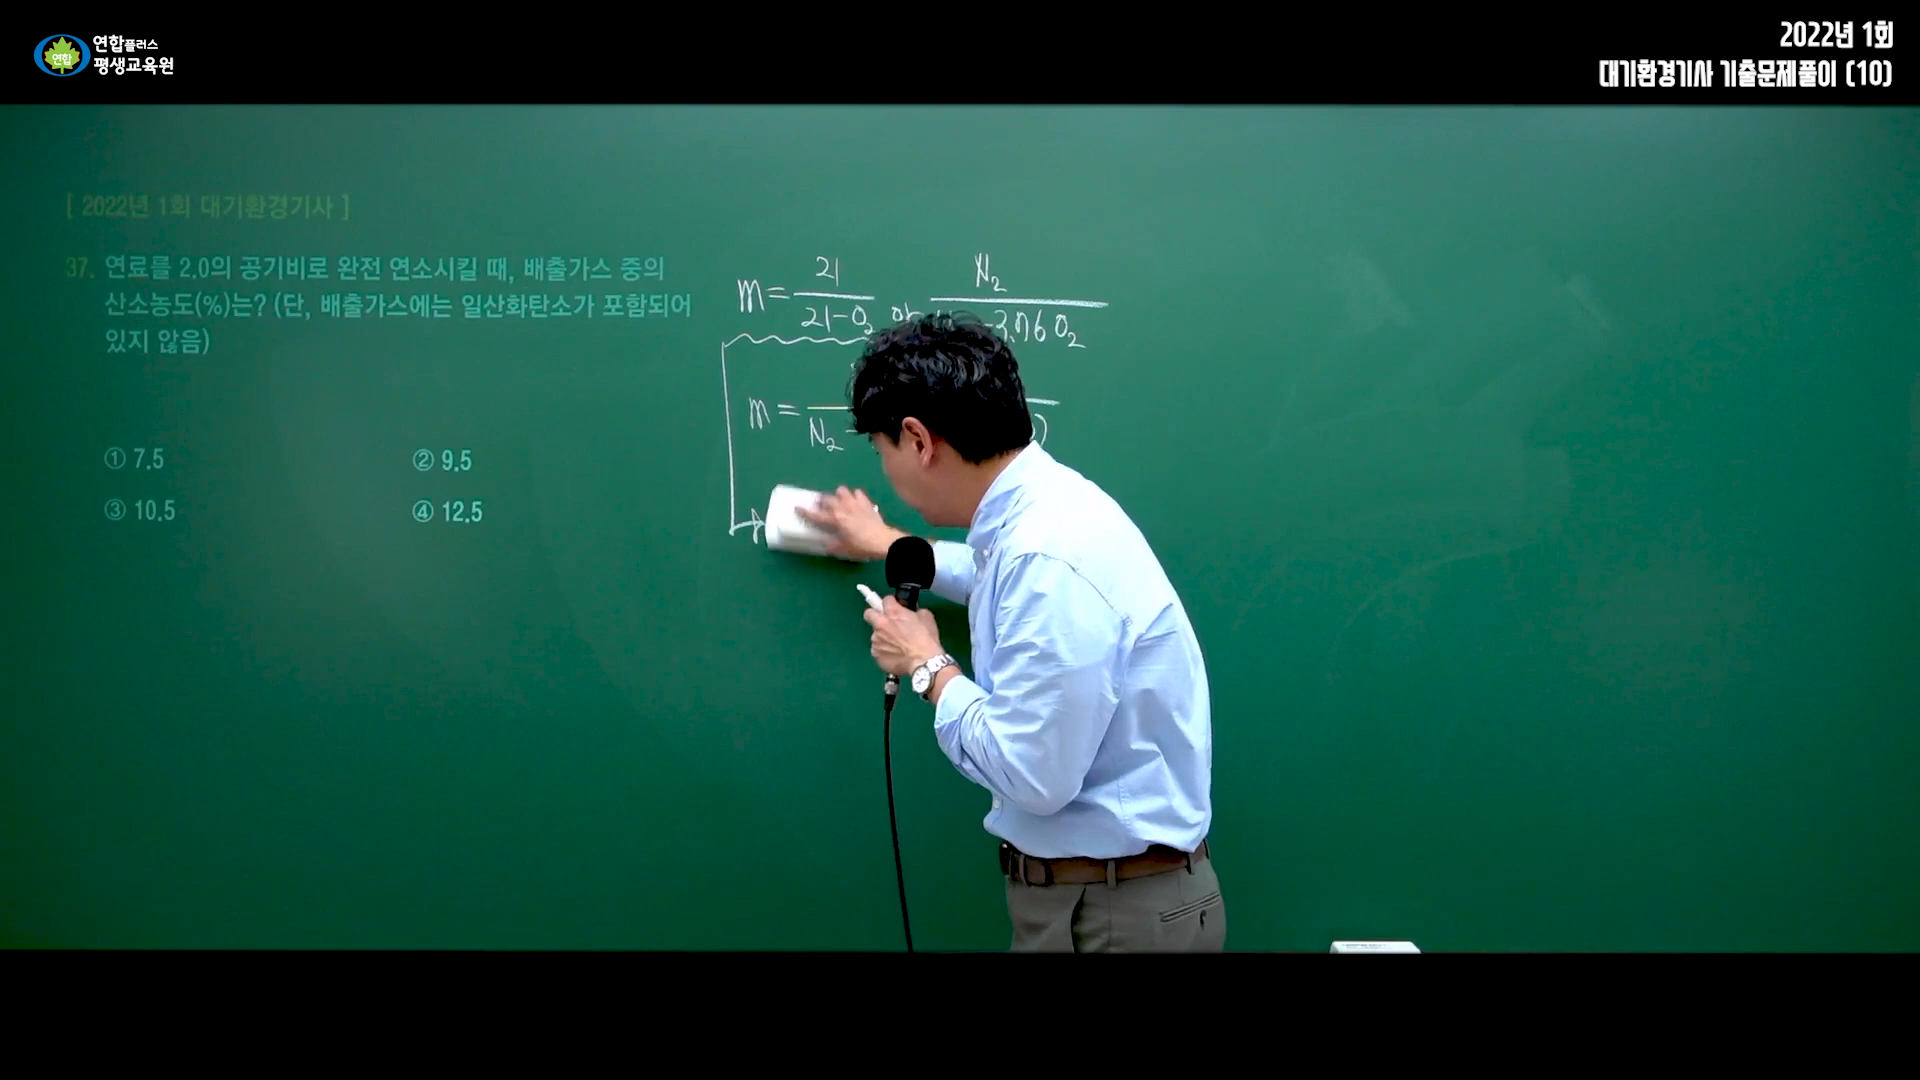 연합플러스
평생교육원
연합
2022년 1회
대기환경기사 기출문제풀이 (10)
[ 2022년 1회 대기환경기사 ]
37. 연료를 2.0의 공기비로 완전 연소시킬 때, 배출가스 중의
산소농도(%)는? (단, 배출가스에는 일산화탄소가 포함되어
있지 않음)
① 7.5 ② 9.5
③ 10.5 ④ 12.5
m = 21 / 21-O₂ N₂ / -3.76 O₂
m = N₂